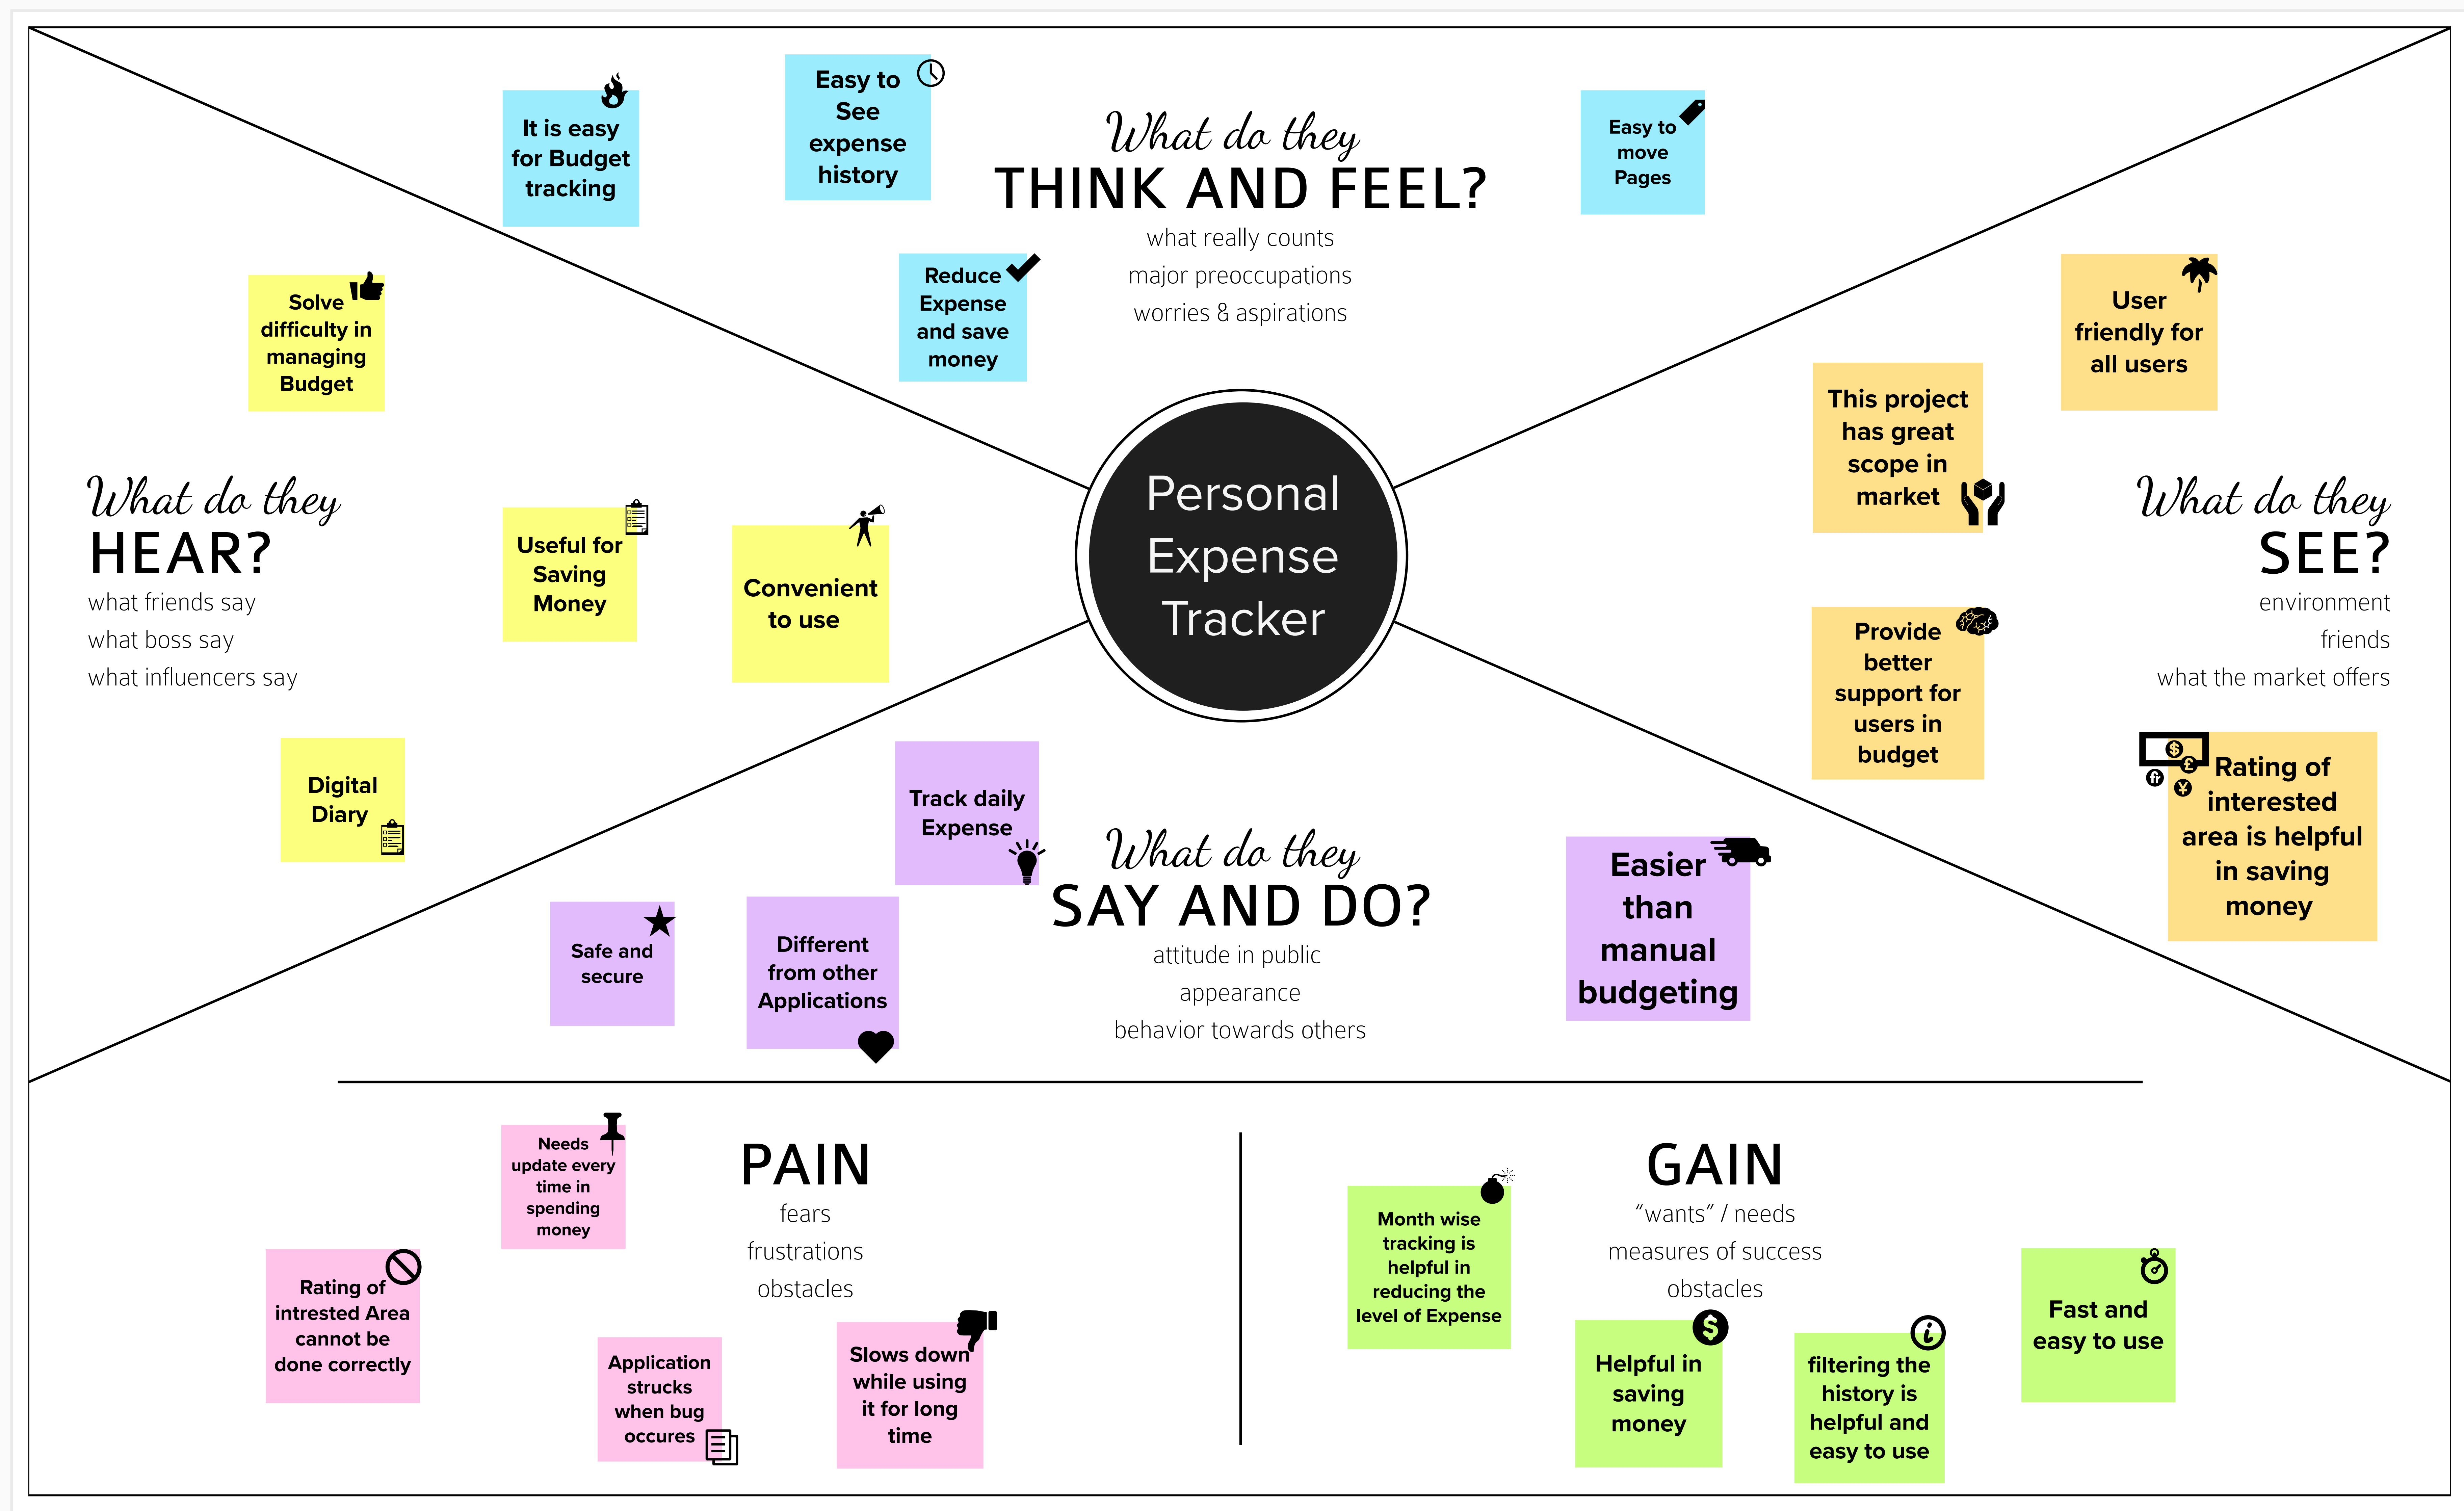 It is easy
for Budget
tracking
Easy to
See
expense
history
What do they
THINK AND FEEL?
what really counts
major preoccupations
worries & aspirations
Reduce
Expense
and save
money
Easy to
move
Pages
Solve
difficulty in
managing
Budget
What do they
HEAR?
what friends say
what boss say
what influencers say
Useful for
Saving
Money
Convenient
to use
Digital
Diary
Personal
Expense
Tracker
User
friendly for
all users
This project
has great
scope in
market
What do they
SEE?
environment
friends
what the market offers
Provide
better
support for
users in
budget
$
£
¥
Rating of
interested
area is helpful
in saving
money
Track daily
Expense
What do they
SAY AND DO?
attitude in public
appearance
behavior towards others
Safe and
secure
Different
from other
Applications
Easier
than
manual
budgeting
PAIN
fears
frustrations
obstacles
Needs
update every
time in
spending
money
Rating of
intrested Area
cannot be
done correctly
Application
strucks
when bug
occures
Slows down
while using
it for long
time
GAIN
“wants” / needs
measures of success
obstacles
Month wise
tracking is
helpful in
reducing the
level of Expense
$
Helpful in
saving
money
i
filtering the
history is
helpful and
easy to use
Fast and
easy to use